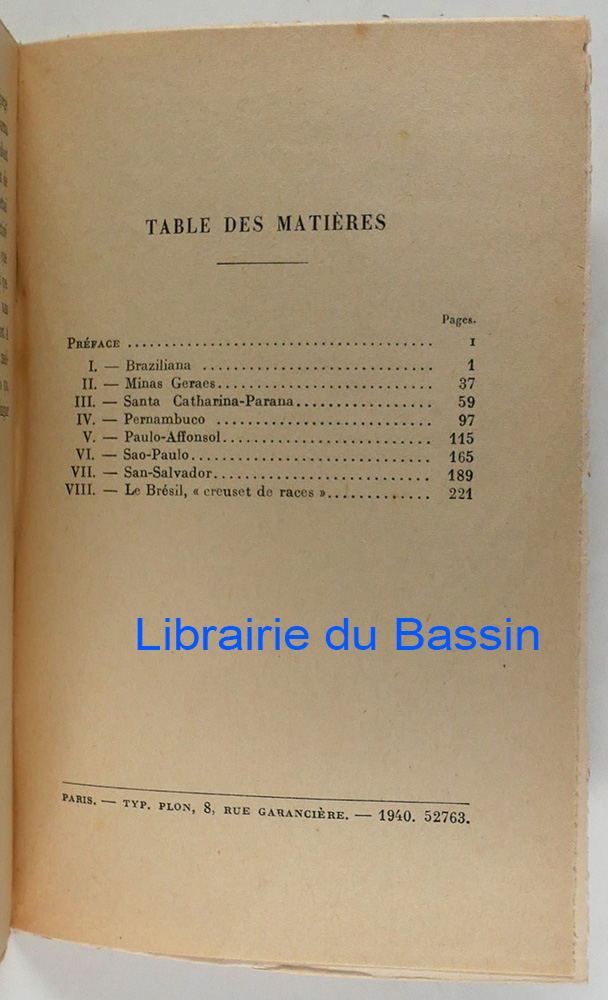 TABLE DES MATIÈRES
Pages.
PRÉFACE ........................................ I
I. — Braziliana .............................. 1
II. — Minas Geraes............................ 37
III. — Santa Catharina-Parana................. 59
IV. — Pernambuco ............................. 97
V. — Paulo-Affonsol........................... 115
VI. — Sao-Paulo............................... 165
VII. — San-Salvador............................ 189
VIII. — Le Brésil, « creuset de races »............. 221
Librairie du Bassin
PARIS. — TYP. PLON, 8, RUE GARANCIÈRE. — 1940. 52763.